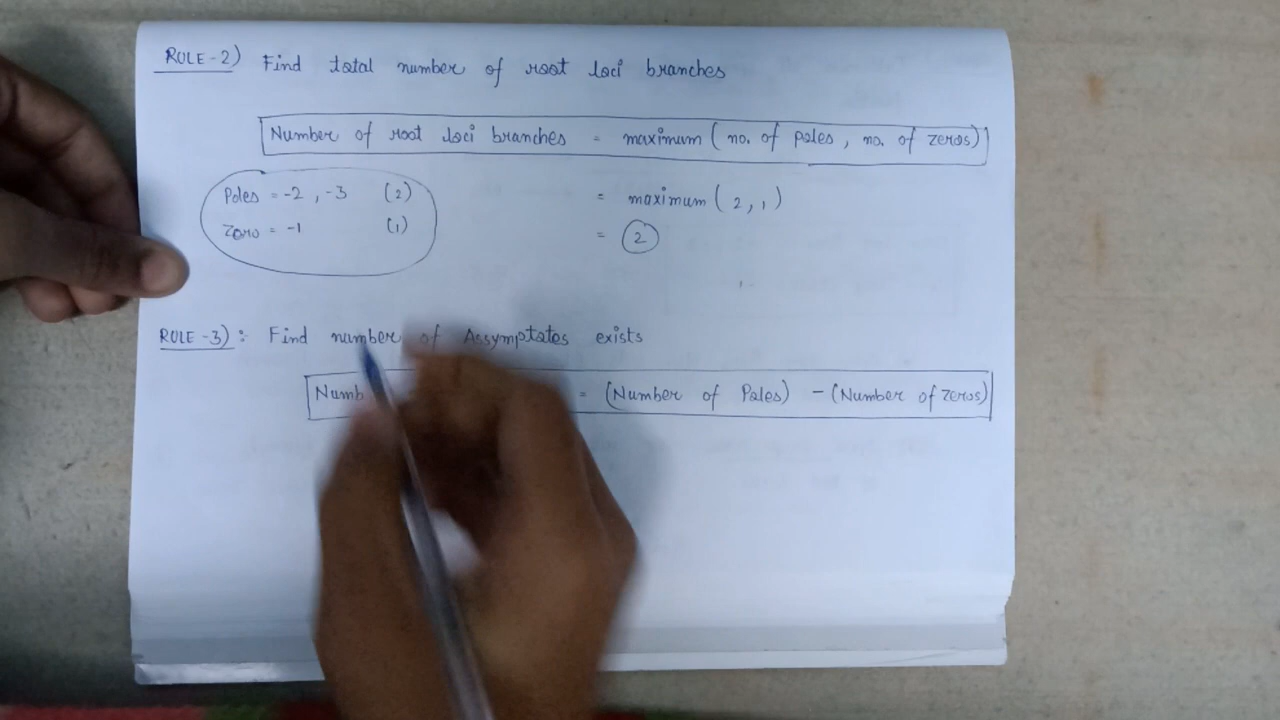 RULE-2) Find total number of root loci branches
Number of root loci branches = maximum (no. of poles, no. of zeros)
Poles = -2, -3 (2)
= maximum (2,1)
Zero = -1 (1)
= 2
RULE-3): Find number of Assymptotes exists
Numb = (Number of Poles) - (Number of zeros)